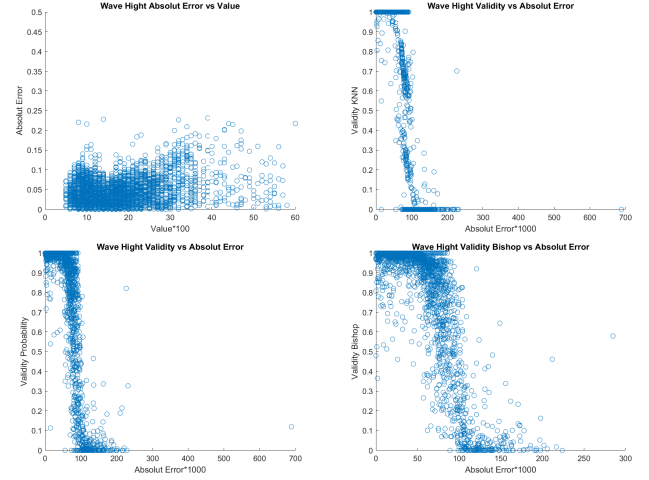 Wave Hight Absolut Error vs Value
0.5
0.45
0.4
0.35
0.3
0.25
0.2
0.15
0.1
0.05
0
0 10 20 30 40 50 60
Absolut Error
Value*100
Wave Hight Validity vs Absolut Error
1
0.9
0.8
0.7
0.6
0.5
0.4
0.3
0.2
0.1
0
0 100 200 300 400 500 600 700
Validity KNN
Absolut Error*1000
Wave Hight Validity vs Absolut Error
1
0.9
0.8
0.7
0.6
0.5
0.4
0.3
0.2
0.1
0
0 100 200 300 400 500 600 700
Validity Probability
Absolut Error*1000
Wave Hight Validity Bishop vs Absolut Error
1
0.9
0.8
0.7
0.6
0.5
0.4
0.3
0.2
0.1
0
0 50 100 150 200 250 300
Validity Bishop
Absolut Error*1000